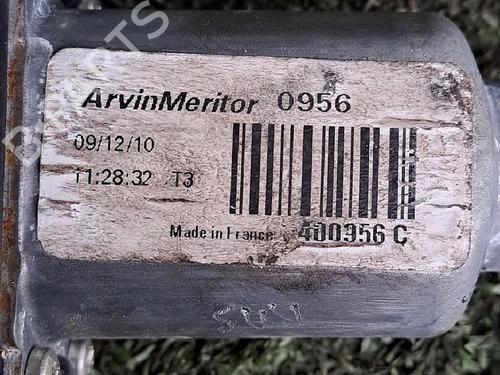 ArvinMeritor 0956
09/12/10
11:28:32 T3
Made in France 400956 C